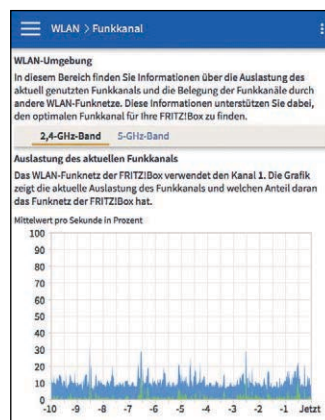 WLAN > Funkkanal
WLAN-Umgebung
In diesem Bereich finden Sie Informationen über die Auslastung des
aktuell genutzten Funkkanals und die Belegung der Funkkanäle durch
andere WLAN-Funknetze. Diese Informationen unterstützen Sie dabei,
den optimalen Funkkanal für Ihre FRITZ!Box zu finden.
2,4-GHz-Band 5-GHz-Band
Auslastung des aktuellen Funkkanals
Das WLAN-Funknetz der FRITZ!Box verwendet den Kanal 1. Die Grafik
zeigt die aktuelle Auslastung des Funkkanals und welchen Anteil daran
das Funknetz der FRITZ!Box hat.
Mittelwert pro Sekunde in Prozent
100
90
80
70
60
50
40
30
20
10
0
-10 -9 -8 -7 -6 -5 -4 -3 -2 -1 Jetzt